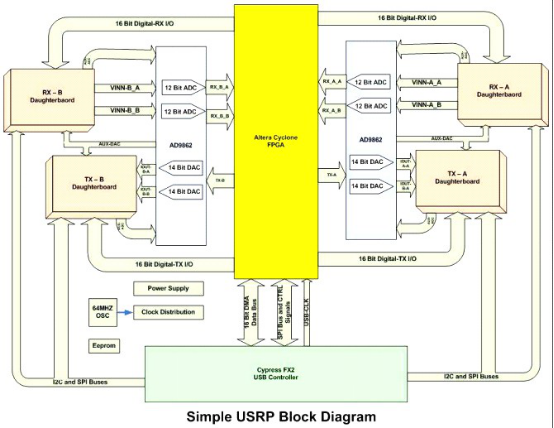 16 Bit Digital-RX I/O
16 Bit Digital-RX I/O
RX – B
Daughterbaord
VINN-B_A
VINN-B_B
12 Bit ADC
12 Bit ADC
RX_B_A
RX_B_B
AD9862
AUX-DAC
Altera Cyclone
FPGA
RX_A_A
RX_A_B
12 Bit ADC
12 Bit ADC
VINN-A_A
VINN-A_B
RX – A
Daughterboard
AD9862
AUX-DAC
TX – B
Daughterboard
IOUT-
B-A
IOUT-
B-B
14 Bit DAC
14 Bit DAC
TX-B
TX-A
14 Bit DAC
14 Bit DAC
IOUT-
A-A
IOUT-
A-B
TX – A
Daughterboard
16 Bit Digital-TX I/O
16 Bit Digital-TX I/O
Power Supply
64MHZ
OSC
Clock Distribution
Eeprom
16 Bit DMA
Data Bus
SPI Bus and CTRL
Signals
USB-CLK
Cypress FX2
USB Controller
I2C and SPI Buses
I2C and SPI Buses
Simple USRP Block Diagram